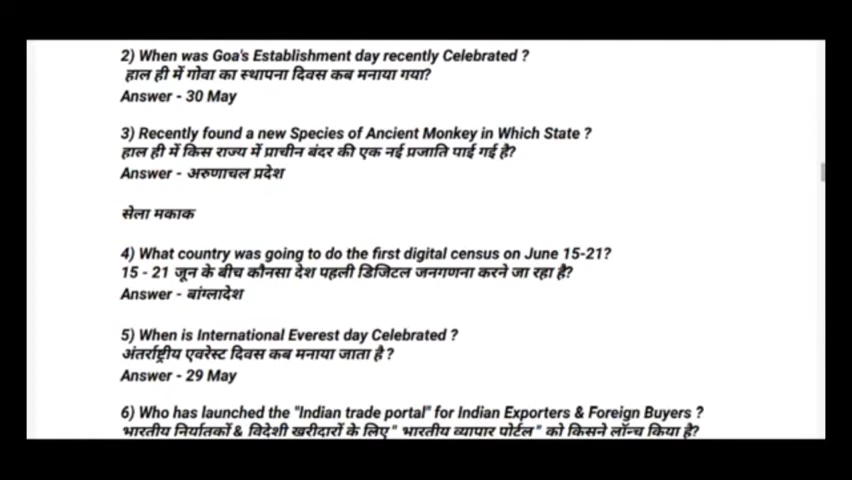 2) When was Goa's Establishment day recently Celebrated ?
हाल ही में गोवा का स्थापना दिवस कब मनाया गया?
Answer - 30 May
3) Recently found a new Species of Ancient Monkey in Which State ?
हाल ही में किस राज्य में प्राचीन बंदर की एक नई प्रजाति पाई गई है?
Answer - अरुणाचल प्रदेश
सेला मकाक
4) What country was going to do the first digital census on June 15-21?
15 - 21 जून के बीच कौनसा देश पहली डिजिटल जनगणना करने जा रहा है?
Answer - बांग्लादेश
5) When is International Everest day Celebrated ?
अंतर्राष्ट्रीय एवरेस्ट दिवस कब मनाया जाता है ?
Answer - 29 May
6) Who has launched the "Indian trade portal" for Indian Exporters & Foreign Buyers ?
भारतीय निर्यातकों & विदेशी खरीदारों के लिए " भारतीय व्यापार पोर्टल " को किसने लॉन्च किया है?